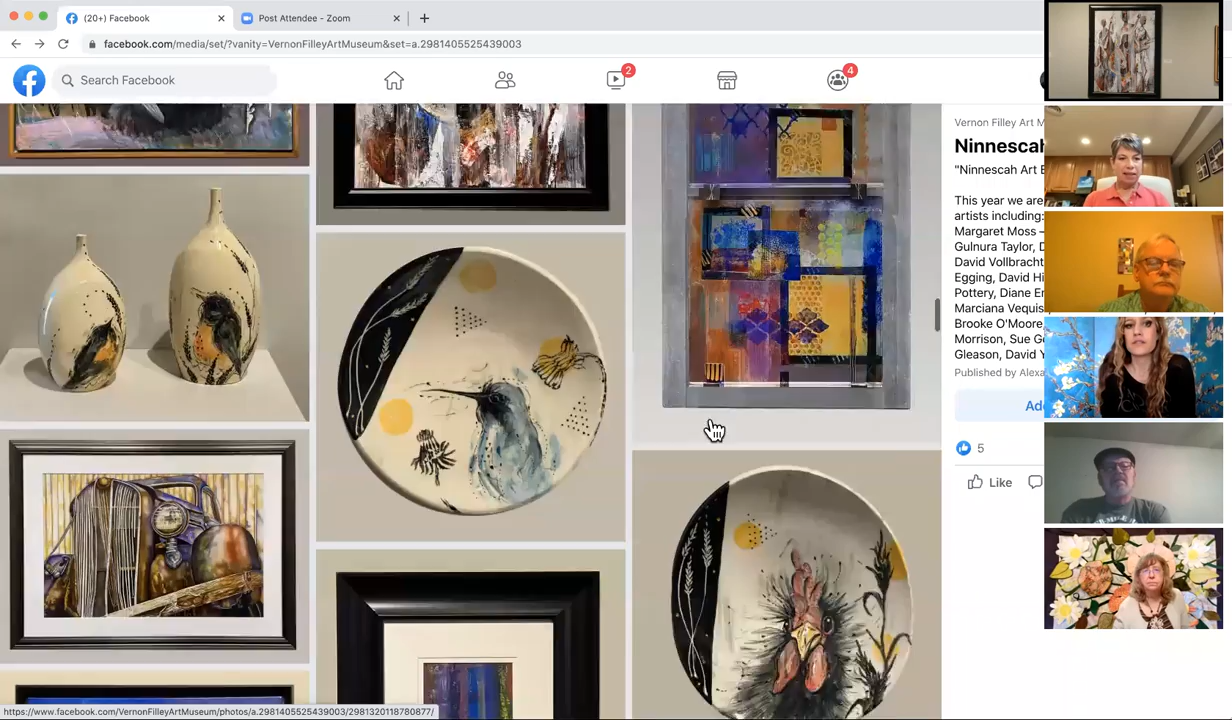 (20+) Facebook
Post Attendee - Zoom
facebook.com/media/set/?vanity=VernonFilleyArtMuseum&set=a.2981405525439003
Search Facebook
2
4
Vernon Filley Art M
Ninnescah
"Ninnescah Art E
This year we are
artists including:
Margaret Moss –
Gulnura Taylor, D
David Vollbracht
Egging, David Hi
Pottery, Diane En
Marciana Vequis
Brooke O'Moore,
Morrison, Sue G
Gleason, David Y
Published by Alexa
Add
5
Like
https://www.facebook.com/VernonFilleyArtMuseum/photos/a.2981405525439003/2981320118780877/